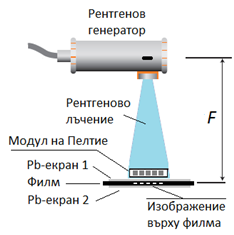 Рентгенов
генератор
Рентгеново
лъчение
F
Модул на Пелтие
Pb-екран 1
Филм
Pb-екран 2
Изображение
върху филма